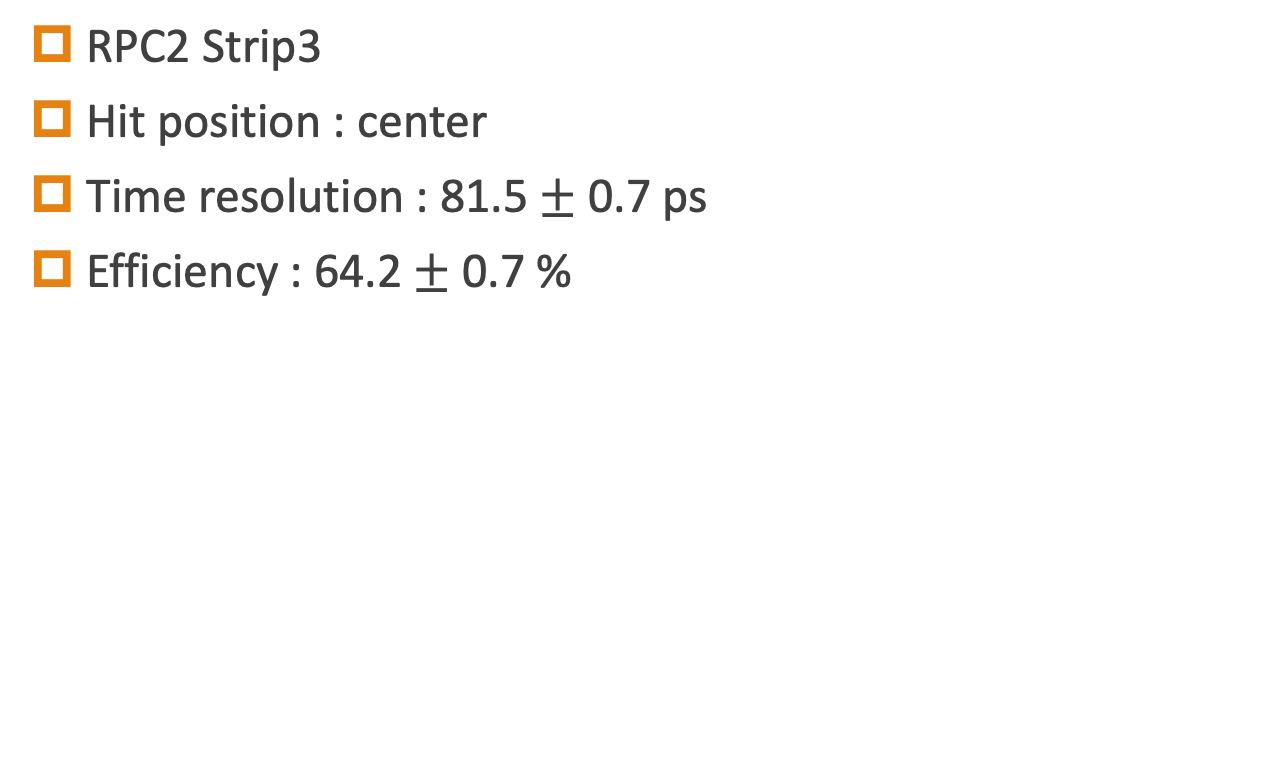 RPC2 Strip3
Hit position : center
Time resolution : 81.5 ± 0.7 ps
Efficiency : 64.2 ± 0.7 %